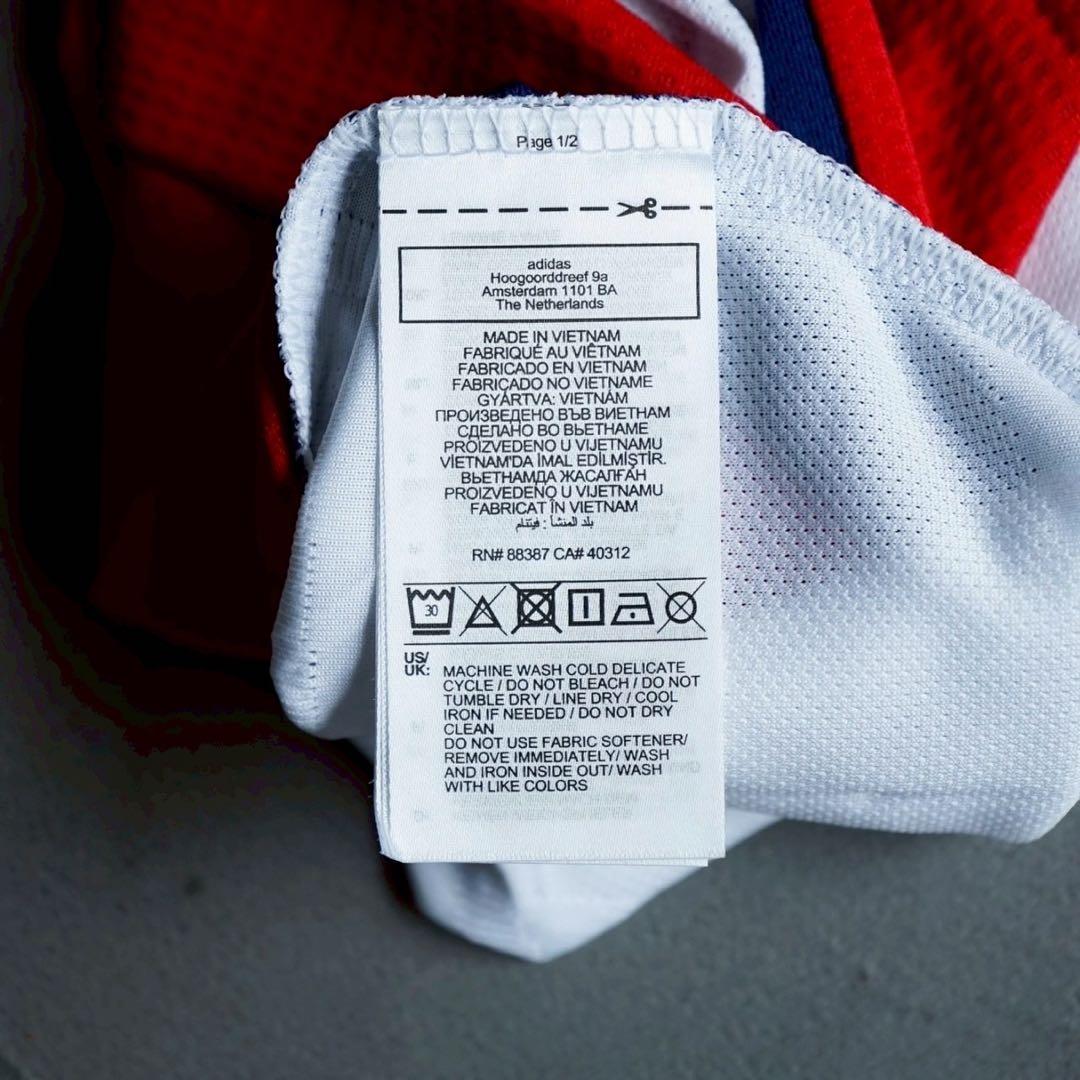 Page 1/2
adidas
Hoogoorddreef 9a
Amsterdam 1101 BA
The Netherlands
MADE IN VIETNAM
FABRIQUÉ AU VIÊTNAM
FABRICADO EN VIETNAM
FABRICADO NO VIETNAME
GYÁRTVA: VIETNÁM
ПРОИЗВЕДЕНО ВЪВ ВИЕТНАМ
СДЕЛАНО ВО ВЬЕТНАМЕ
PROIZVEDENO U VIJETNAMU
VİETNAM'DA İMAL EDİLMİŞTİR.
ВЬЕТНАМДА ЖАСАЛҒАН
PROIZVEDENO U VIJETNAMU
FABRICAT ÎN VIETNAM
بلد المنشأ : فيتنام
RN# 88387 CA# 40312
30
US/
UK:
MACHINE WASH COLD DELICATE
CYCLE / DO NOT BLEACH / DO NOT
TUMBLE DRY / LINE DRY / COOL
IRON IF NEEDED / DO NOT DRY
CLEAN
DO NOT USE FABRIC SOFTENER/
REMOVE IMMEDIATELY/ WASH
AND IRON INSIDE OUT/ WASH
WITH LIKE COLORS